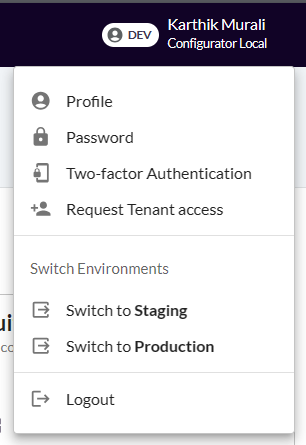 DEV
Karthik Murali
Configurator Local
Profile
Password
Two-factor Authentication
Request Tenant access
Switch Environments
Switch to Staging
Switch to Production
Logout